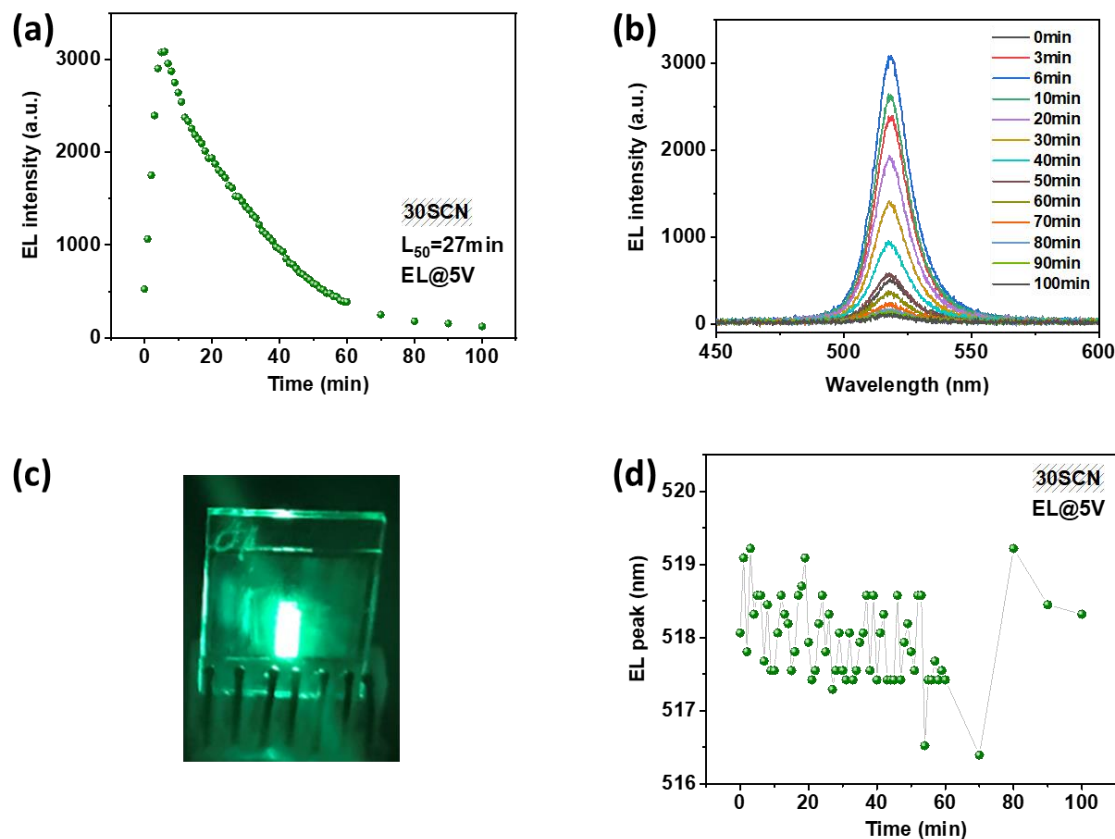 (a)
EL intensity (a.u.)
3000
2000
1000
0
0 20 40 60 80 100
Time (min)
30SCN
L50=27min
EL@5V
(b)
EL intensity (a.u.)
3000
2000
1000
0
450 500 550 600
Wavelength (nm)
0min
3min
6min
10min
20min
30min
40min
50min
60min
70min
80min
90min
100min
(c)
(d)
EL peak (nm)
520
519
518
517
516
0 20 40 60 80 100
Time (min)
30SCN
EL@5V